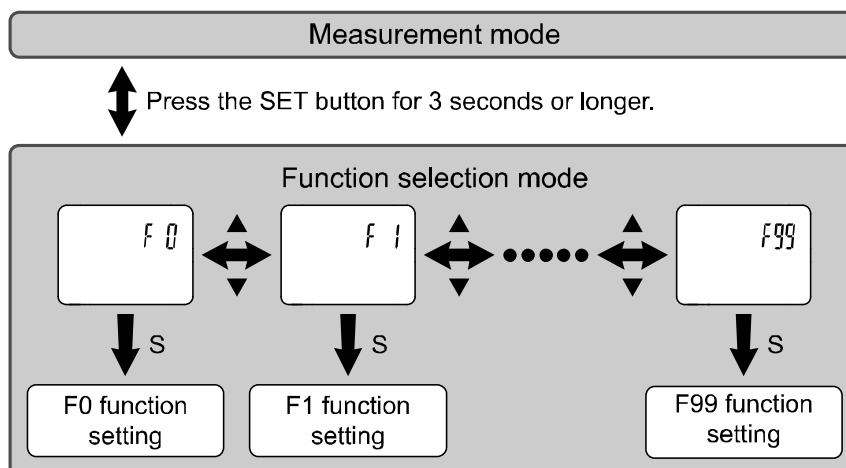 Measurement mode
Press the SET button for 3 seconds or longer.
Function selection mode
F 0
F 1
F99
S
S
S
F0 function
setting
F1 function
setting
F99 function
setting